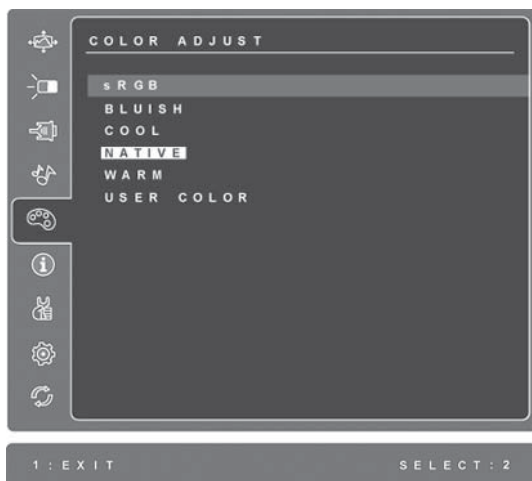 COLOR ADJUST
sRGB
BLUISH
COOL
NATIVE
WARM
USER COLOR
1:EXIT SELECT:2